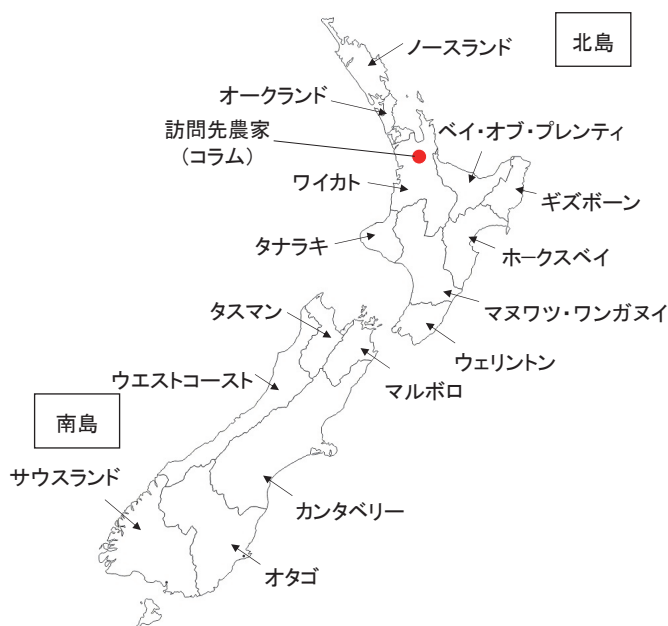 ノースランド
北島
オークランド
訪問先農家
(コラム)
ベイ・オブ・プレンティ
ワイカト
ギズボーン
タナラキ
ホークスベイ
マヌワツ・ワンガヌイ
タスマン
ウェリントン
ウエストコースト
マルボロ
南島
サウスランド
カンタベリー
オタゴ